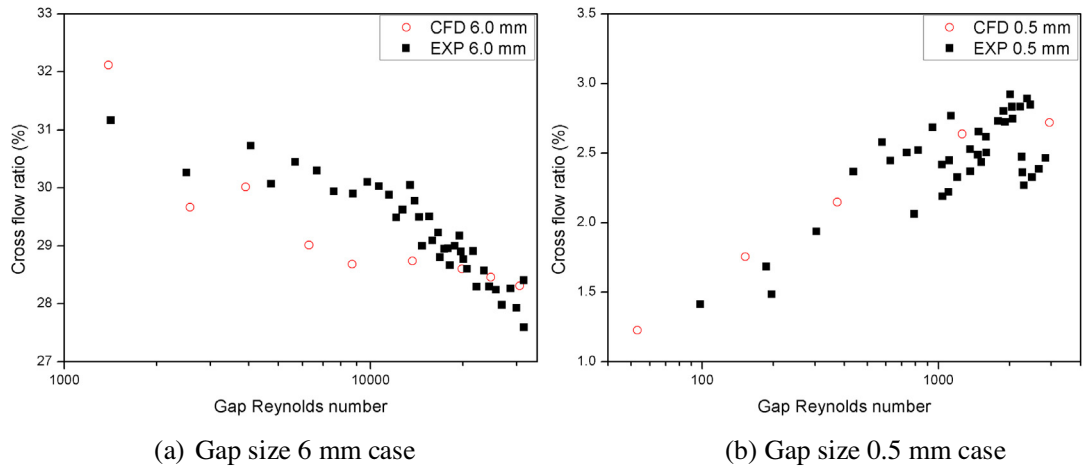 33
32
31
30
29
28
27
Cross flow ratio (%)
CFD 6.0 mm
EXP 6.0 mm
1000
10000
Gap Reynolds number
(a) Gap size 6 mm case
3.5
3.0
2.5
2.0
1.5
1.0
Cross flow ratio (%)
CFD 0.5 mm
EXP 0.5 mm
100
1000
Gap Reynolds number
(b) Gap size 0.5 mm case